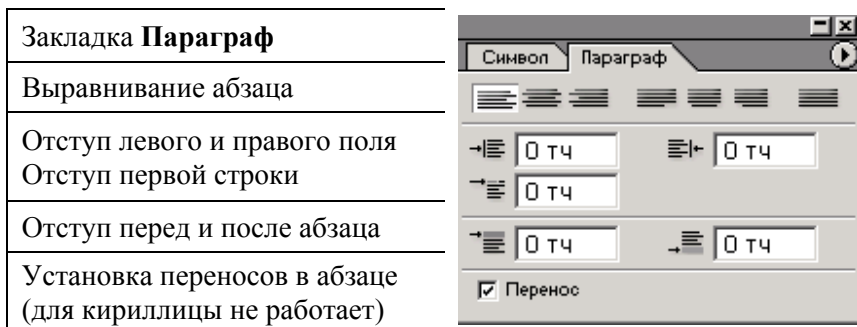 Закладка Параграф
Выравнивание абзаца
Отступ левого и правого поля
Отступ первой строки
Отступ перед и после абзаца
Установка переносов в абзаце
(для кириллицы не работает)
Символ Параграф
0 тч 0 тч
0 тч
0 тч 0 тч
Перенос